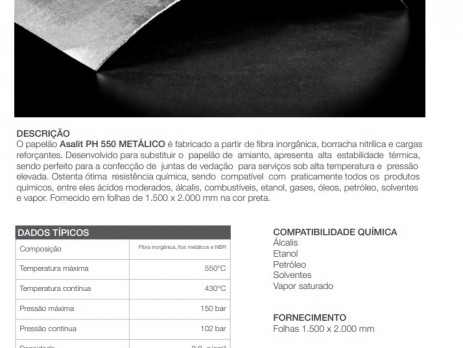 DESCRIÇÃO
O papelão Asalit PH 550 METÁLICO é fabricado a partir de fibra inorgânica, borracha nitrílica e cargas
reforçantes. Desenvolvido para substituir o papelão de amianto, apresenta alta estabilidade térmica,
sendo perfeito para a confecção de juntas de vedação para serviços sob alta temperatura e pressão
elevada. Ostenta ótima resistência química, sendo compatível com praticamente todos os produtos
químicos, entre eles ácidos moderados, álcalis, combustíveis, etanol, gases, óleos, petróleo, solventes
e vapor. Fornecido em folhas de 1.500 x 2.000 mm na cor preta.
DADOS TÍPICOS
Composição Fibra inorgânica, fios metálicos e NBR
Temperatura máxima 550°C
Temperatura contínua 430°C
Pressão máxima 150 bar
Pressão contínua 102 bar
COMPATIBILIDADE QUÍMICA
Álcalis
Etanol
Petróleo
Solventes
Vapor saturado
FORNECIMENTO
Folhas 1.500 x 2.000 mm